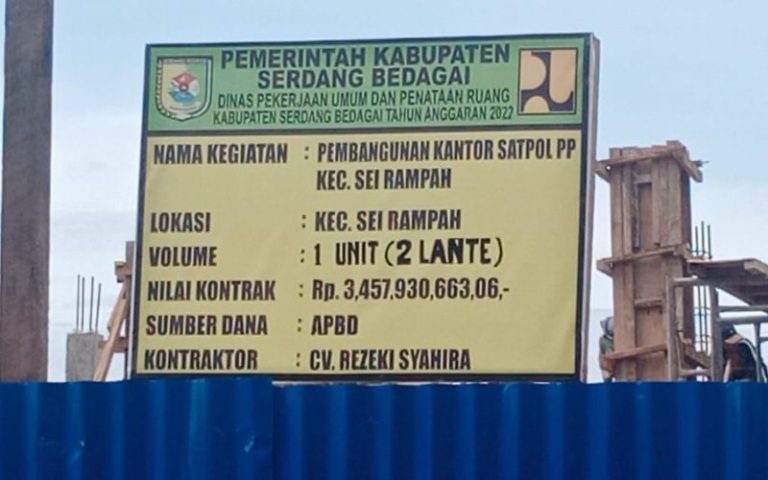 PEMERINTAH KABUPATEN
SERDANG BEDAGAI
DINAS PEKERJAAN UMUM DAN PENATAAN RUANG
KABUPATEN SERDANG BEDAGAI TAHUN ANGGARAN 2022
NAMA KEGIATAN : PEMBANGUNAN KANTOR SATPOL PP
KEC. SEI RAMPAH
LOKASI : KEC. SEI RAMPAH
VOLUME : 1 UNIT (2 LANTE)
NILAI KONTRAK : Rp. 3,457,930,663,06,-
SUMBER DANA : APBD
KONTRAKTOR : CV. REZEKI SYAHIRA